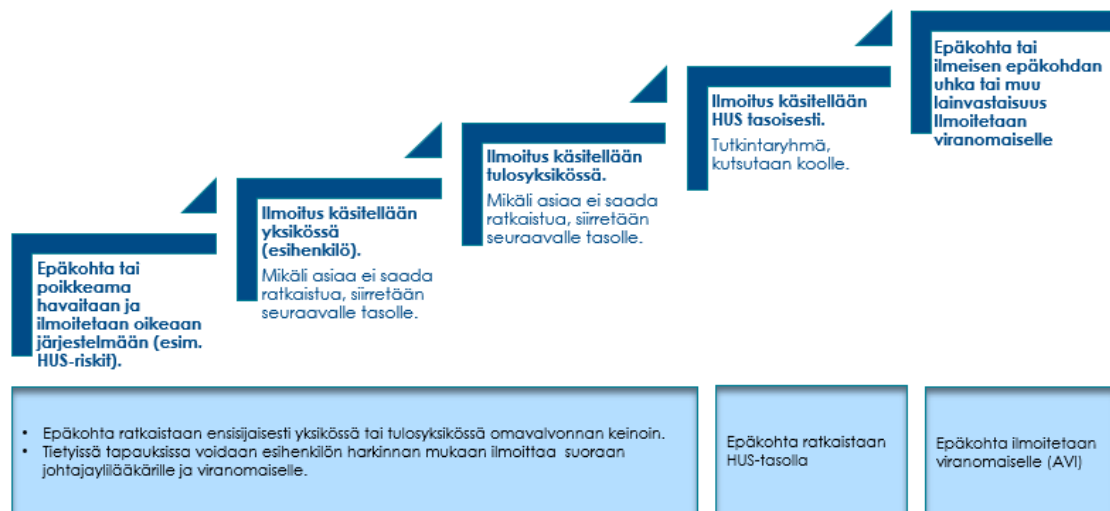 Epäkohta tai
poikkeama
havaitaan ja
ilmoitetaan oikeaan
järjestelmään (esim.
HUS-riskit).
Ilmoitus käsitellään
yksikössä
(esihenkilö).
Mikäli asiaa ei saada
ratkaistua, siirretään
seuraavalle tasolle.
Ilmoitus käsitellään
tulosyksikössä.
Mikäli asiaa ei saada
ratkaistua, siirretään
seuraavalle tasolle.
Ilmoitus käsitellään
HUS tasoisesti.
Tutkintaryhmä,
kutsutaan koolle.
Epäkohta tai
ilmeisen epäkohdan
uhka tai muu
lainvastaisuus
Ilmoitetaan
viranomaiselle
• Epäkohta ratkaistaan ensisijaisesti yksikössä tai tulosyksikössä omavalvonnan keinoin.
• Tietyissä tapauksissa voidaan esihenkilön harkinnan mukaan ilmoittaa suoraan
johtajaylilääkärille ja viranomaiselle.
Epäkohta ratkaistaan
HUS-tasolla
Epäkohta ilmoitetaan
viranomaiselle (AVI)